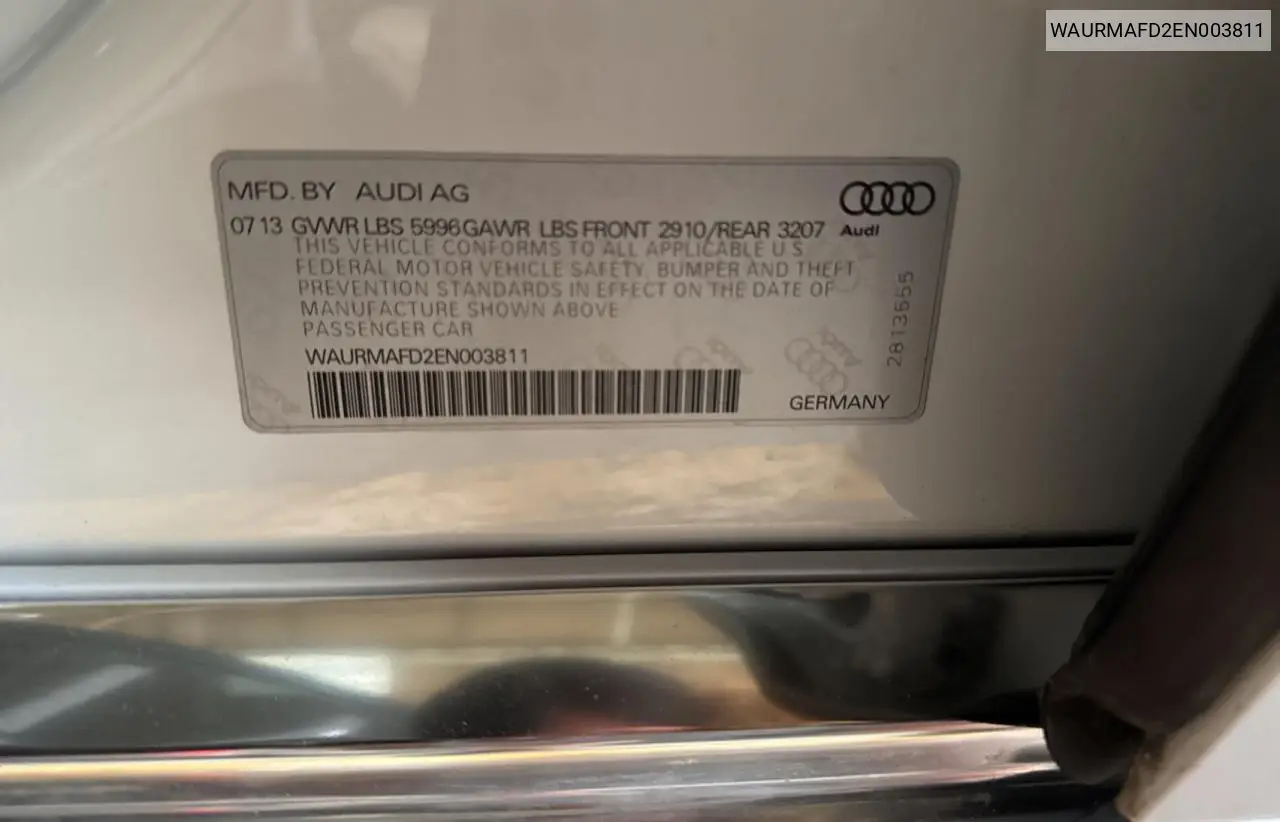 WAURMAFD2EN003811
MFD. BY AUDI AG
07 13 GVWR LBS 5996 GAWR LBS FRONT 2910/REAR 3207
Audi
THIS VEHICLE CONFORMS TO ALL APPLICABLE U S
FEDERAL MOTOR VEHICLE SAFETY, BUMPER AND THEFT
PREVENTION STANDARDS IN EFFECT ON THE DATE OF
MANUFACTURE SHOWN ABOVE
PASSENGER CAR
WAURMAFD2EN003811
GERMANY
2813655